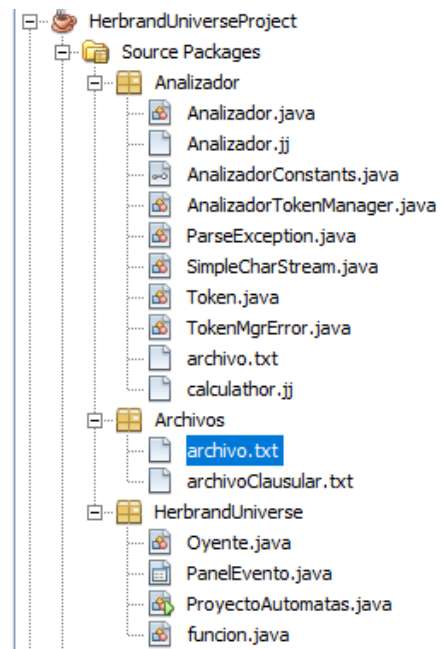 HerbrandUniverseProject
Source Packages
Analizador
Analizador.java
Analizador.jj
AnalizadorConstants.java
AnalizadorTokenManager.java
ParseException.java
SimpleCharStream.java
Token.java
TokenMgrError.java
archivo.txt
calculathor.jj
Archivos
archivo.txt
archivoClausular.txt
HerbrandUniverse
Oyente.java
PanelEvento.java
ProyectoAutomatas.java
funcion.java